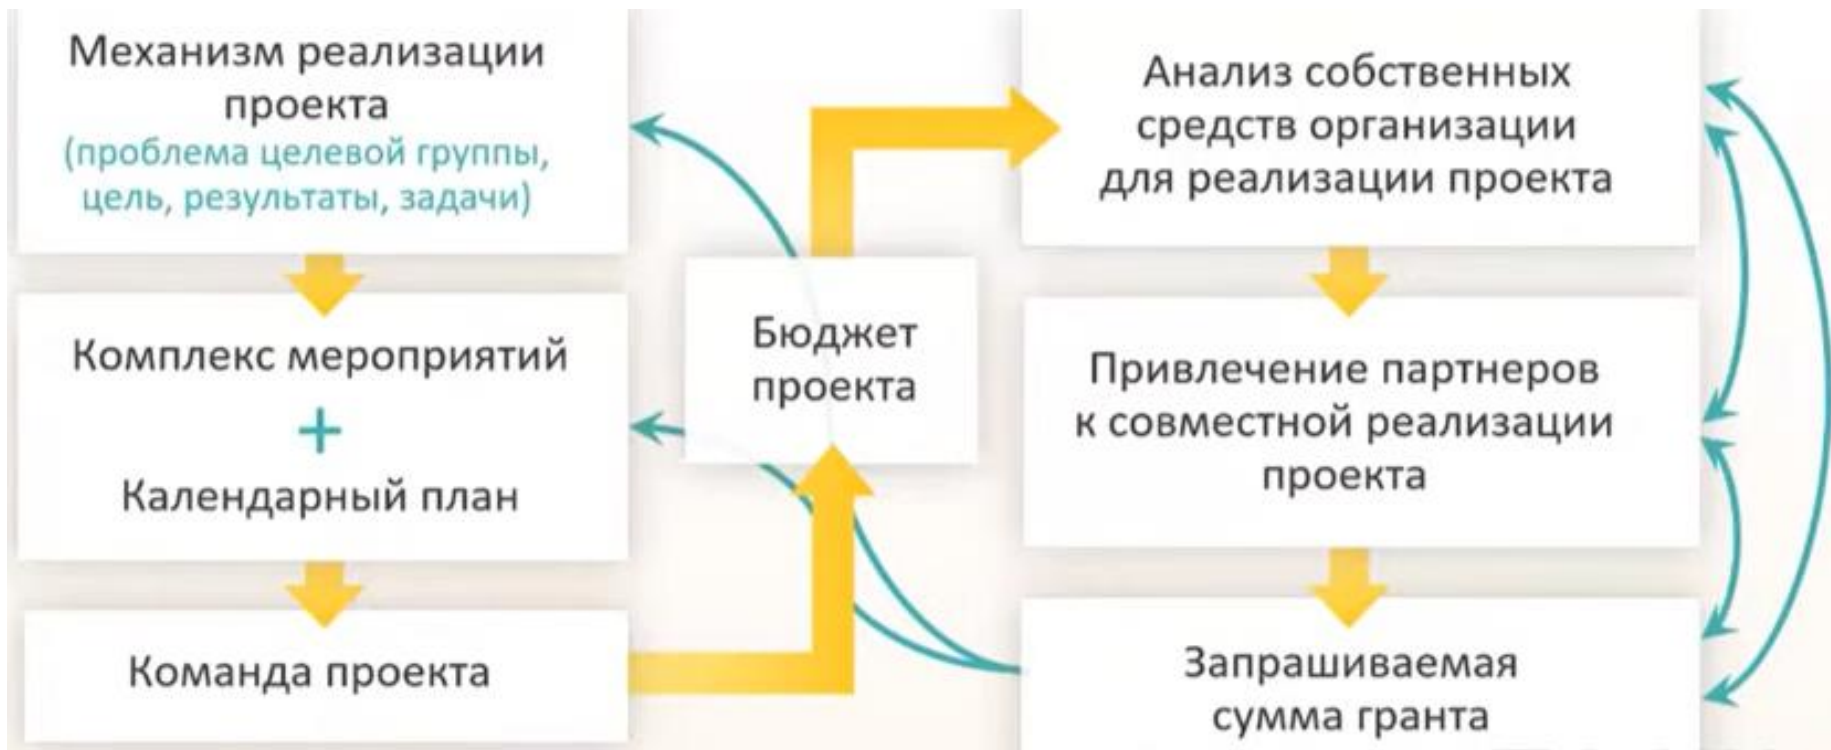 Механизм реализации
проекта
(проблема целевой группы,
цель, результаты, задачи)
Комплекс мероприятий
+
Календарный план
Команда проекта
Бюджет
проекта
Анализ собственных
средств организации
для реализации проекта
Привлечение партнеров
к совместной реализации
проекта
Запрашиваемая
сумма гранта